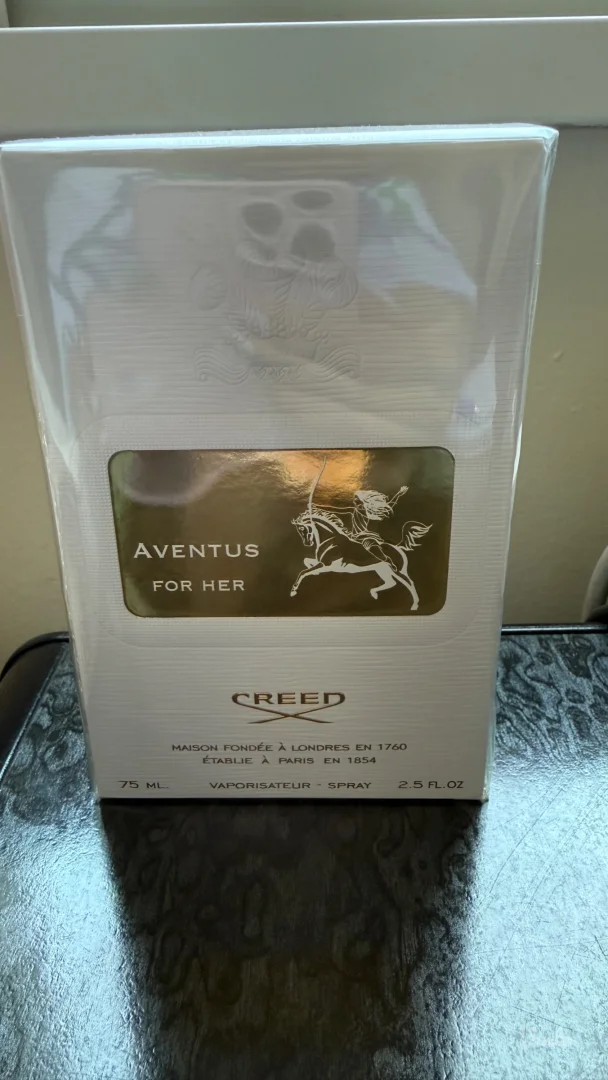 AVENTUS
FOR HER
CREED
MAISON FONDÉE À LONDRES EN 1760
ÉTABLIE À PARIS EN 1854
75 ML. VAPORISATEUR - SPRAY 2.5 FL.OZ